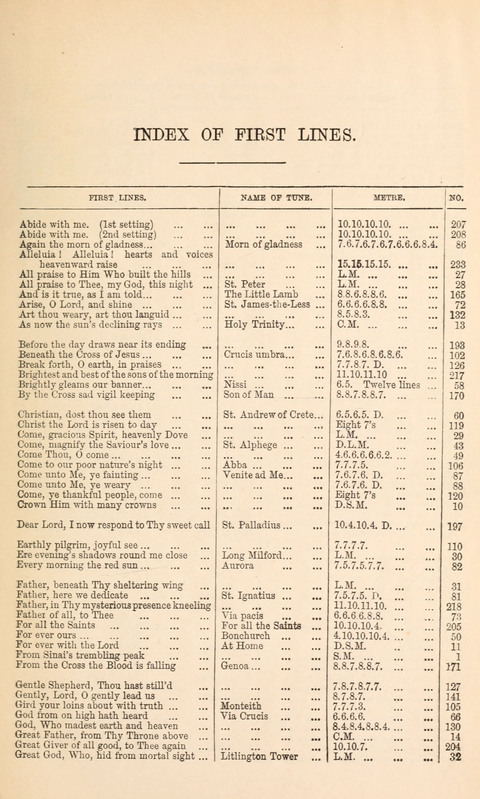 INDEX OF FIRST LINES.
FIRST LINES. NAME OF TUNE. METRE. NO.
Abide with me. (1st setting) ... ... ... ... ... 10.10.10.10. ... ... 207
Abide with me. (2nd setting) ... ... ... ... ... 10.10.10.10. ... ... 208
Again the morn of gladness... ... ... Morn of gladness ... 7.6.7.6.7.6.7.6.6.6.8.4. 86
Alleluia! Alleluia! hearts and voices
heavenward raise ... ... ... ... ... ... 15.15.15.15. ... ... 233
All praise to Him Who built the hills ... ... ... ... L.M. ... ... ... 27
All praise to Thee, my God, this night ... St. Peter ... ... L.M. ... ... ... 28
And is it true, as I am told... ... ... The Little Lamb ... 8.8.6.8.8.6. ... ... 165
Arise, O Lord, and shine ... ... ... St. James-the-Less ... 6.6.6.6.8.8. ... ... 72
Art thou weary, art thou languid ... ... ... ... ... 8.5.8.3. ... ... 132
As now the sun's declining rays ... ... Holy Trinity... ... C.M. ... ... ... 13
Before the day draws near its ending ... ... ... ... 9.8.9.8. ... ... 193
Beneath the Cross of Jesus ... ... ... Crucis umbra... ... 7.6.8.6.8.6.8.6. ... 102
Break forth, O earth, in praises ... ... ... ... ... 7.7.8.7. D. ... ... 126
Brightest and best of the sons of the morning ... ... ... 11.10.11.10 ... ... 217
Brightly gleams our banner... ... ... Nissi ... ... ... 6.5. Twelve lines ... 58
By the Cross sad vigil keeping ... ... Son of Man ... ... 8.8.7.8.8.7. ... ... 170
Christian, dost thou see them ... ... St. Andrew of Crete... 6.5.6.5. D. ... ... 60
Christ the Lord is risen to day ... ... ... ... ... Eight 7's ... ... 119
Come, gracious Spirit, heavenly Dove ... ... ... ... L.M. ... ... ... 29
Come, magnify the Saviour's love ... ... St. Alphege ... ... D.L.M. ... ... 43
Come Thou, O come ... ... ... ... ... ... ... 4.6.6.6.6.6.2. ... ... 49
Come to our poor nature's night ... ... Abba ... ... ... 7.7.7.5. ... ... 106
Come unto Me, ye fainting ... ... ... Venite ad Me... ... 7.6.7.6. D. ... ... 87
Come unto Me, ye weary ... ... ... ... ... ... 7.6.7.6. D. ... ... 88
Come, ye thankful people, come ... ... ... ... ... Eight 7's ... ... 120
Crown Him with many crowns ... ... ... ... ... D.S.M. ... ... 10
Dear Lord, I now respond to Thy sweet call St. Palladius ... ... 10.4.10.4. D. ... ... 197
Earthly pilgrim, joyful see ... ... ... ... ... ... 7.7.7.7. ... ... 110
Ere evening's shadows round me close ... Long Milford... ... L.M. ... ... ... 30
Every morning the red sun ... ... ... Aurora ... ... 7.5.7.5.7.7. ... ... 82
Father, beneath Thy sheltering wing ... ... ... ... L.M. ... ... ... 31
Father, here we dedicate ... ... ... St. Ignatius ... ... 7.5.7.5. D. ... ... 81
Father, in Thy mysterious presence kneeling ... ... ... 11.10.11.10. ... ... 218
Father of all, to Thee ... ... ... Via pacis ... ... 6.6.6.6.8.8. ... ... 73
For all the Saints ... ... ... ... For all the Saints ... 10.10.10.4. ... ... 205
For ever ours ... ... ... ... ... Bonchurch ... ... 4.10.10.10.4. ... ... 50
For ever with the Lord ... ... ... At Home ... ... D.S.M. ... ... 11
From Sinai's trembling peak ... ... ... ... ... S.M. ... ... ... 1
From the Cross the Blood is falling ... Genoa ... ... ... 8.8.7.8.8.7. ... ... 171
Gentle Shepherd, Thou hast still'd ... ... ... ... 7.8.7.8.7.7. ... ... 127
Gently, Lord, O gently lead us ... ... ... ... ... 8.7.8.7. ... ... 141
Gird your loins about with truth ... ... Monteith ... ... 7.7.7.3. ... ... 105
God from on high hath heard ... ... Via Crucis ... ... 6.6.6.6. ... ... 66
God, Who madest earth and heaven ... ... ... ... 8.4.8.4.8.8.4. ... ... 130
Great Father, from Thy Throne above ... ... ... ... C.M. ... ... ... 14
Great Giver of all good, to Thee again ... ... ... ... 10.10.7. ... ... 204
Great God, Who, hid from mortal sight ... Litlington Tower ... L.M. ... ... ... 32